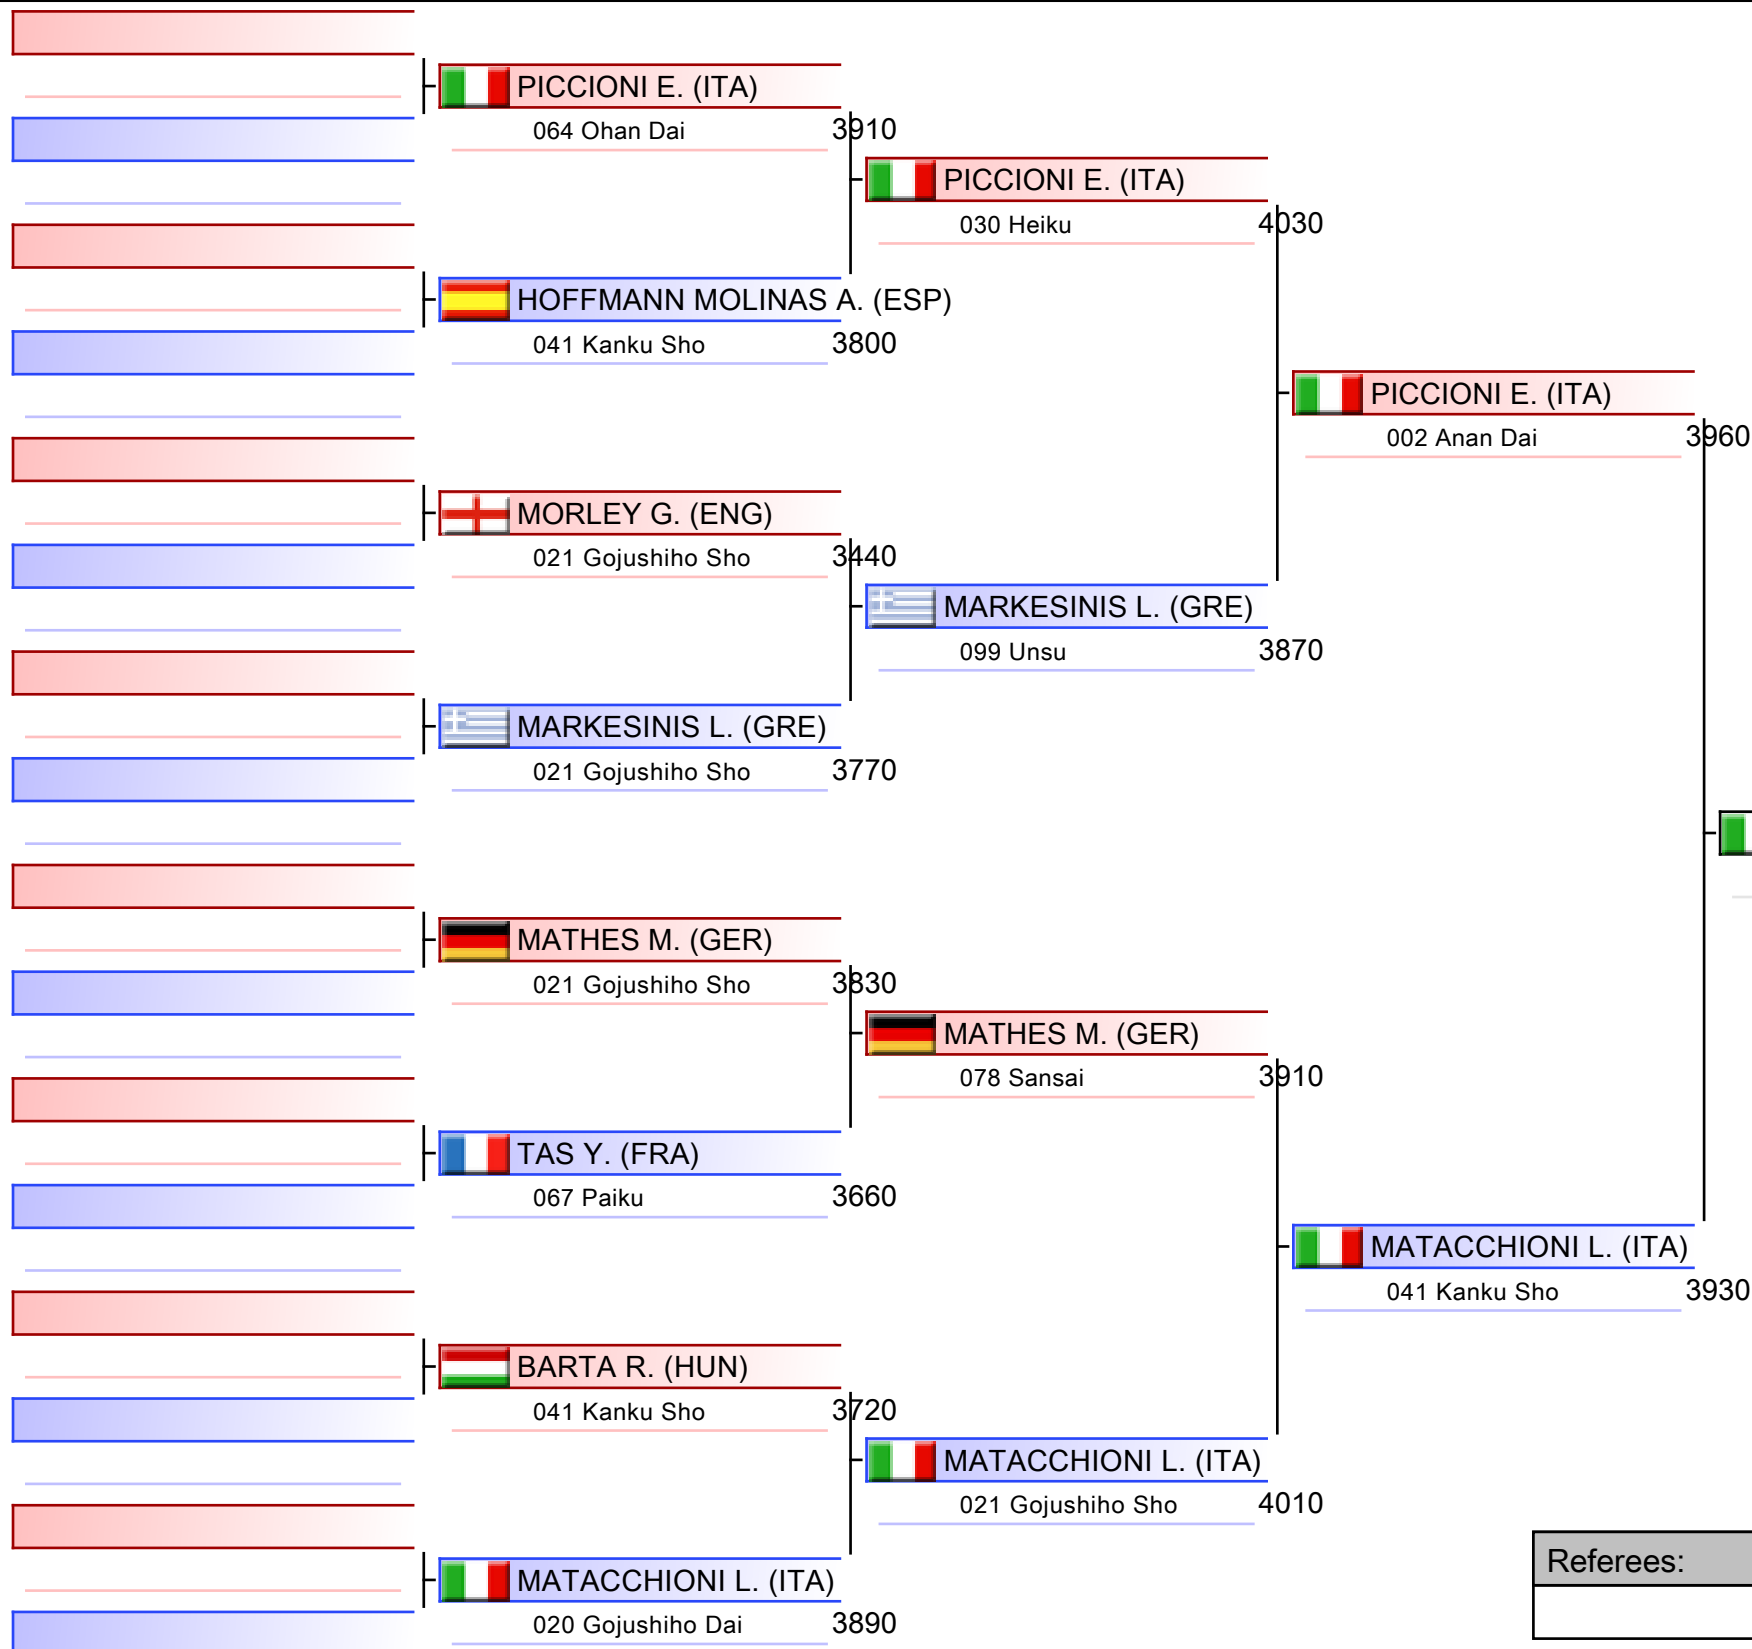 PICCIONI E. (ITA)
064 Ohan Dai 3910
PICCIONI E. (ITA)
030 Heiku 4030
HOFFMANN MOLINAS A. (ESP)
041 Kanku Sho 3800
PICCIONI E. (ITA)
002 Anan Dai 3960
MORLEY G. (ENG)
021 Gojushiho Sho 3440
MARKESINIS L. (GRE)
099 Unsu 3870
MARKESINIS L. (GRE)
021 Gojushiho Sho 3770
MATHES M. (GER)
021 Gojushiho Sho 3830
MATHES M. (GER)
078 Sansai 3910
TAS Y. (FRA)
067 Paiku 3660
MATACCHIONI L. (ITA)
041 Kanku Sho 3930
BARTA R. (HUN)
041 Kanku Sho 3720
MATACCHIONI L. (ITA)
021 Gojushiho Sho 4010
Referees:
MATACCHIONI L. (ITA)
020 Gojushiho Dai 3890